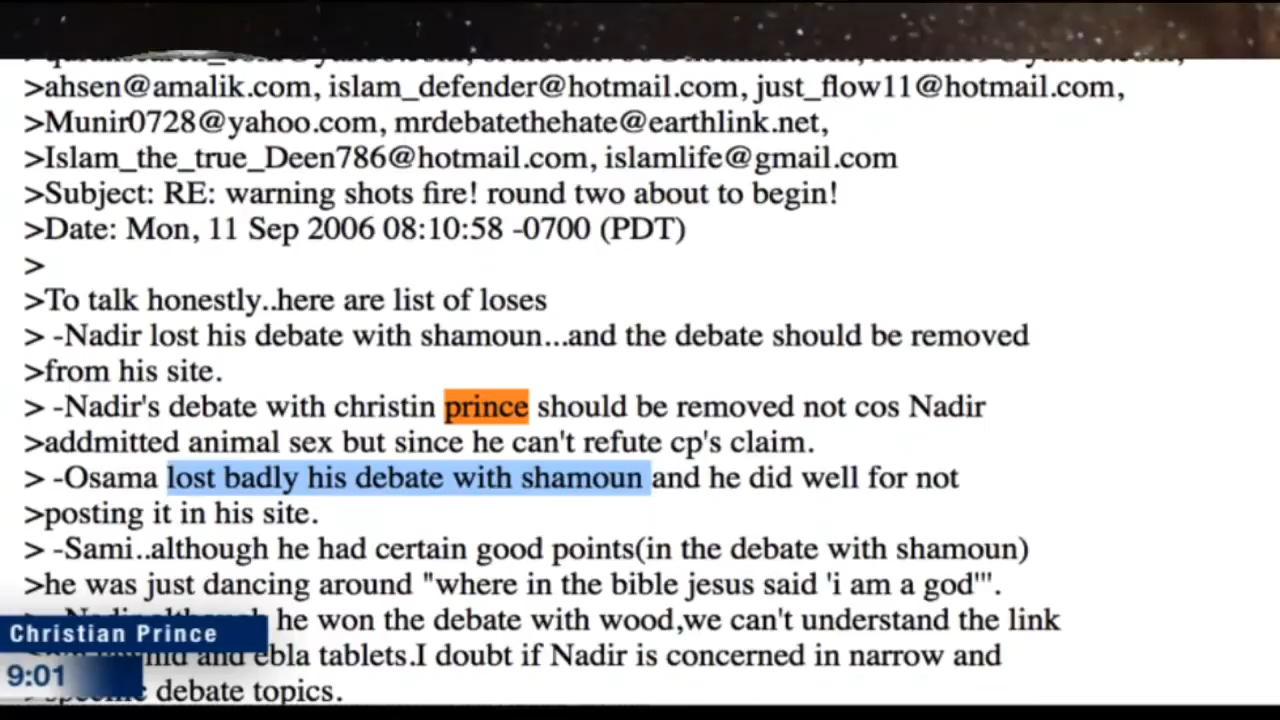 >ahsen@amalik.com, islam_defender@hotmail.com, just_flow11@hotmail.com,
>Munir0728@yahoo.com, mrdebatethehate@earthlink.net,
>Islam_the_true_Deen786@hotmail.com, islamlife@gmail.com
>Subject: RE: warning shots fire! round two about to begin!
>Date: Mon, 11 Sep 2006 08:10:58 -0700 (PDT)
>
>To talk honestly..here are list of loses
> -Nadir lost his debate with shamoun...and the debate should be removed
>from his site.
> -Nadir's debate with christin prince should be removed not cos Nadir
>addmitted animal sex but since he can't refute cp's claim.
> -Osama lost badly his debate with shamoun and he did well for not
>posting it in his site.
> -Sami..although he had certain good points(in the debate with shamoun)
>he was just dancing around "where in the bible jesus said 'i am a god'".
he won the debate with wood,we can't understand the link
and ebla tablets.I doubt if Nadir is concerned in narrow and
debate topics.
Christian Prince
9:01